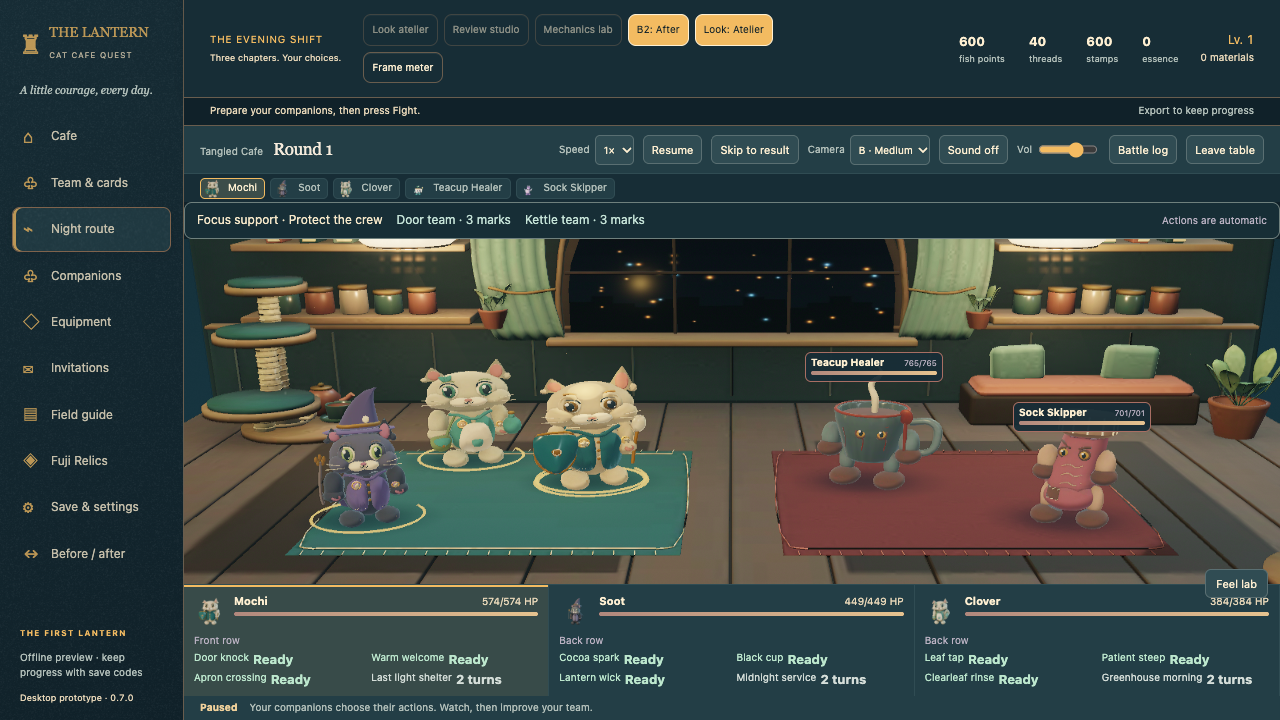 THE LANTERN
CAT CAFE QUEST
A little courage, every day.
Cafe
Team & cards
Night route
Companions
Equipment
Invitations
Field guide
Fuji Relics
Save & settings
Before / after
THE FIRST LANTERN
Offline preview · keep
progress with save codes
Desktop prototype · 0.7.0
THE EVENING SHIFT
Three chapters. Your choices.
Look atelier
Review studio
Mechanics lab
B2: After
Look: Atelier
Frame meter
600
fish points
40
threads
600
stamps
0
essence
Lv. 1
0 materials
Prepare your companions, then press Fight.
Export to keep progress
Tangled Cafe Round 1
Speed 1x
Resume
Skip to result
Camera B · Medium
Sound off
Vol
Battle log
Leave table
Mochi
Soot
Clover
Teacup Healer
Sock Skipper
Focus support · Protect the crew Door team · 3 marks Kettle team · 3 marks
Actions are automatic
Teacup Healer 765/765
Sock Skipper 701/701
Feel lab
Mochi 574/574 HP
Front row
Door knock Ready Warm welcome Ready
Apron crossing Ready Last light shelter 2 turns
Soot 449/449 HP
Back row
Cocoa spark Ready Black cup Ready
Lantern wick Ready Midnight service 2 turns
Clover 384/384 HP
Back row
Leaf tap Ready Patient steep Ready
Clearleaf rinse Ready Greenhouse morning 2 turns
Paused Your companions choose their actions. Watch, then improve your team.